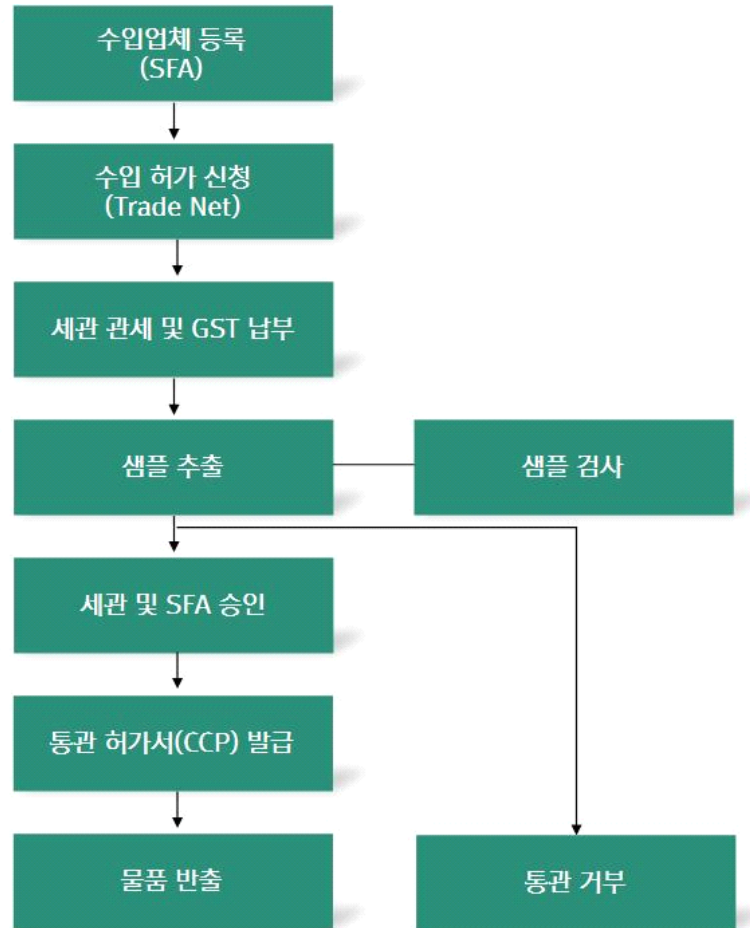 수입업체 등록
(SFA)
수입 허가 신청
(Trade Net)
세관 관세 및 GST 납부
샘플 추출
샘플 검사
세관 및 SFA 승인
통관 허가서(CCP) 발급
물품 반출
통관 거부